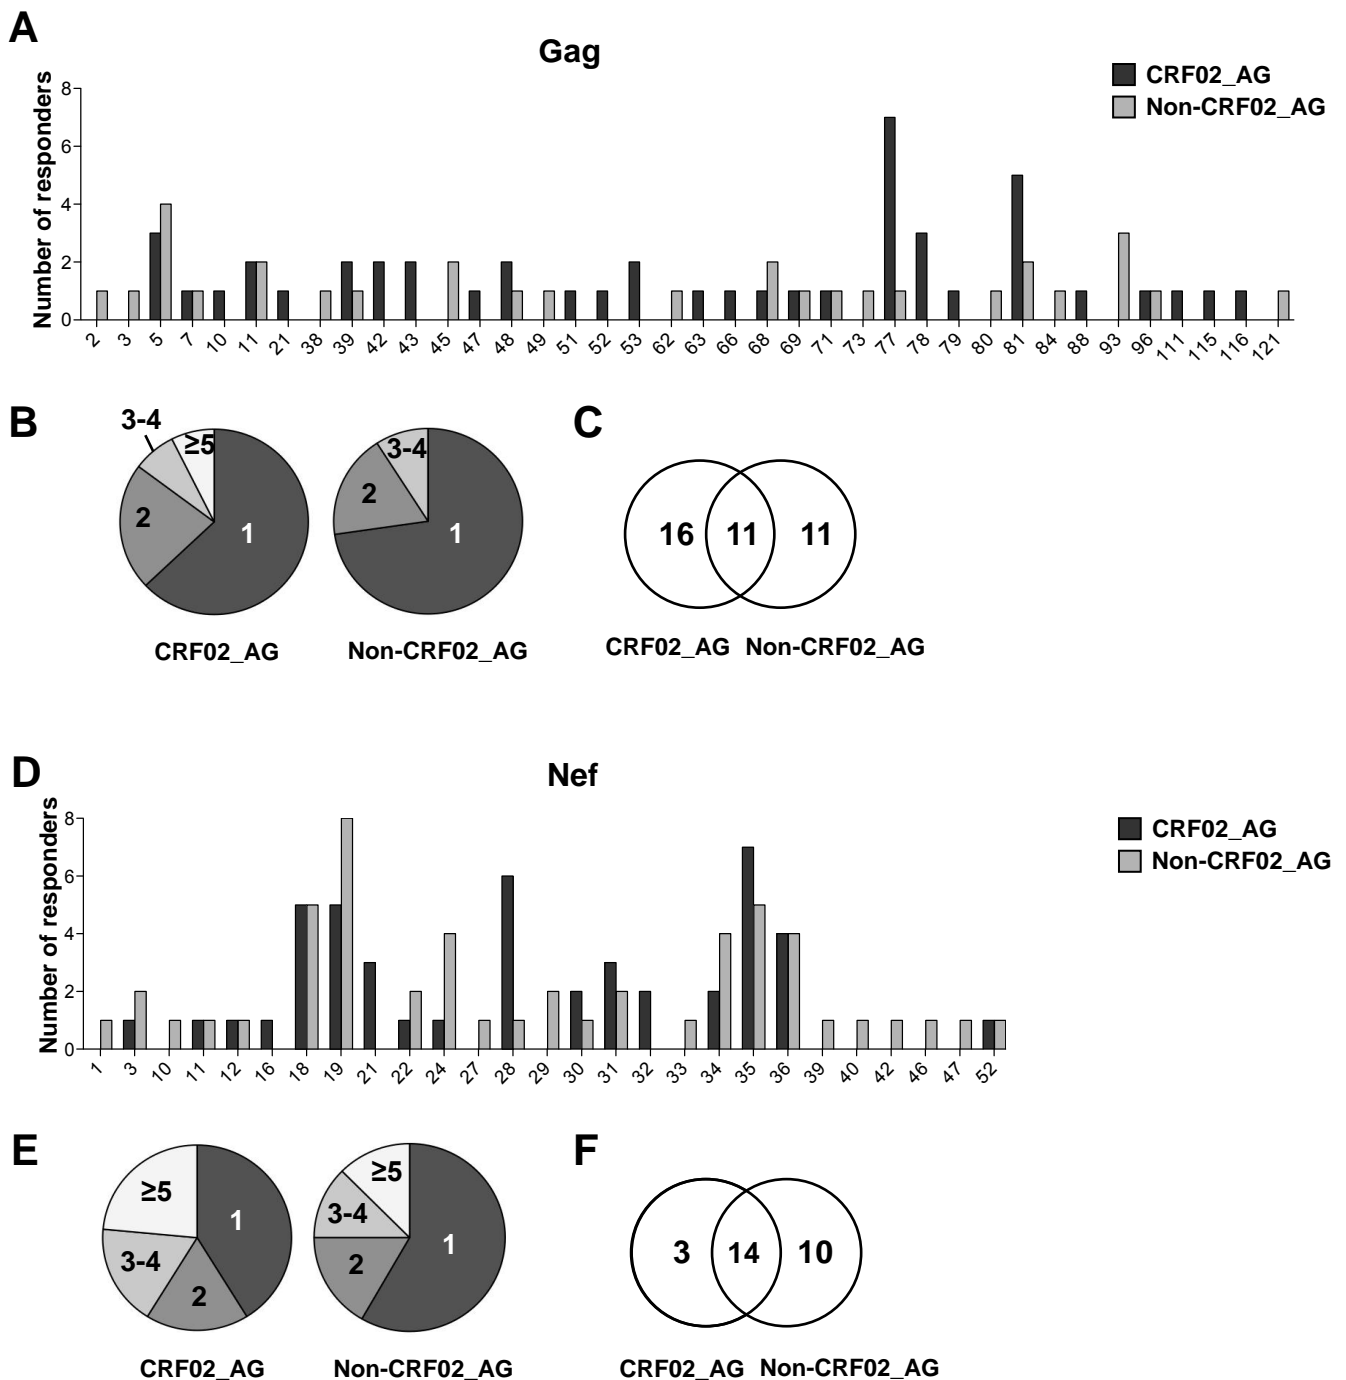 A
Gag
CRF02_AG
Non-CRF02_AG
Number of responders
8
6
4
2
0
2 3 5 7 10 11 21 38 39 42 43 45 47 48 49 51 52 53 62 63 66 68 69 71 73 77 78 79 80 81 84 88 93 96 111 115 116 121
B
3-4
≥5
2
1
CRF02_AG
3-4
2
1
Non-CRF02_AG
C
16 11 11
CRF02_AG Non-CRF02_AG
D
Nef
CRF02_AG
Non-CRF02_AG
Number of responders
8
6
4
2
0
1 3 10 11 12 16 18 19 21 22 24 27 28 29 30 31 32 33 34 35 36 39 40 42 46 47 52
E
≥5
1
3-4
2
CRF02_AG
≥5
3-4
1
2
Non-CRF02_AG
F
3 14 10
CRF02_AG Non-CRF02_AG